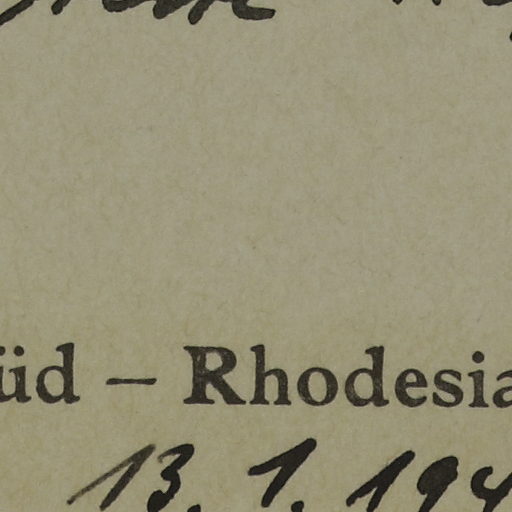 üd – Rhodesia
13. 1. 194